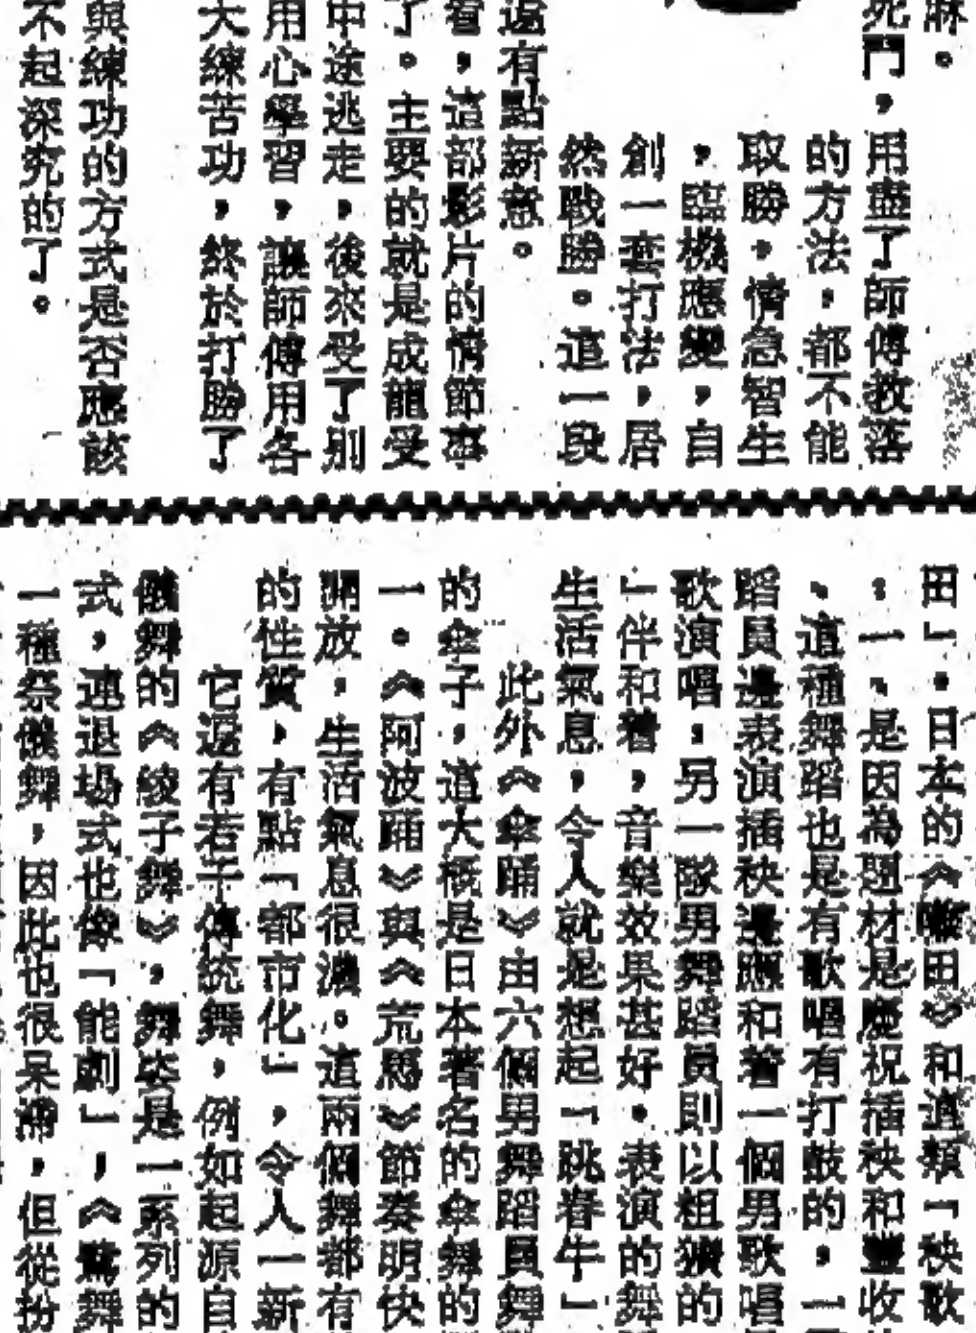 麻。
死門,用盡了師傅教落
的方法,都不能
取勝,情急智生
,臨機應變,自
創一套打法,居
然戰勝。這一段
還有點新意。
看,這部影片的情節事
了。主要的就是成龍受
中途逃走,後來受了別
用心學習,讓師傅用各
大練苦功,終於打勝了
與練功的方式是否應該
不起深究的了。
田」。日本的《囃田》和這類「秧歌
一、是因為題材是慶祝插秧和豐收
、這種舞蹈也是有歌唱有打鼓的,一
蹈員邊表演插秧邊應和着一個男歌唱
歌演唱,另一隊男舞蹈員則以粗獷的
」伴和着,音樂效果甚好。表演的舞
生活氣息,令人就是想起「跳春牛」
此外《傘踊》由六個男舞蹈員舞
的傘子,這大概是日本著名的傘舞的
一。《阿波踊》與《荒馬》節奏明快
開放,生活氣息很濃。這兩個舞都有
的性質,有點「都市化」,令人一新
它還有若干傳統舞,例如起源自
舞的《綾子舞》,舞姿是一系列的
式,連退場式也像「能劇」,《鷺舞
一種祭儀舞,因此也很呆滯,但從扮